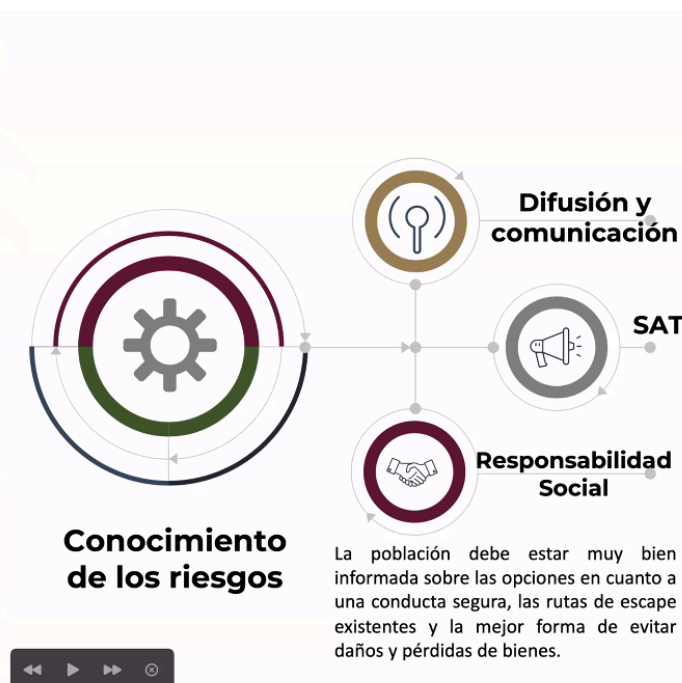 Difusión y
comunicación
SAT
Responsabilidad
Social
Conocimiento
de los riesgos
La población debe estar muy bien
informada sobre las opciones en cuanto a
una conducta segura, las rutas de escape
existentes y la mejor forma de evitar
daños y pérdidas de bienes.